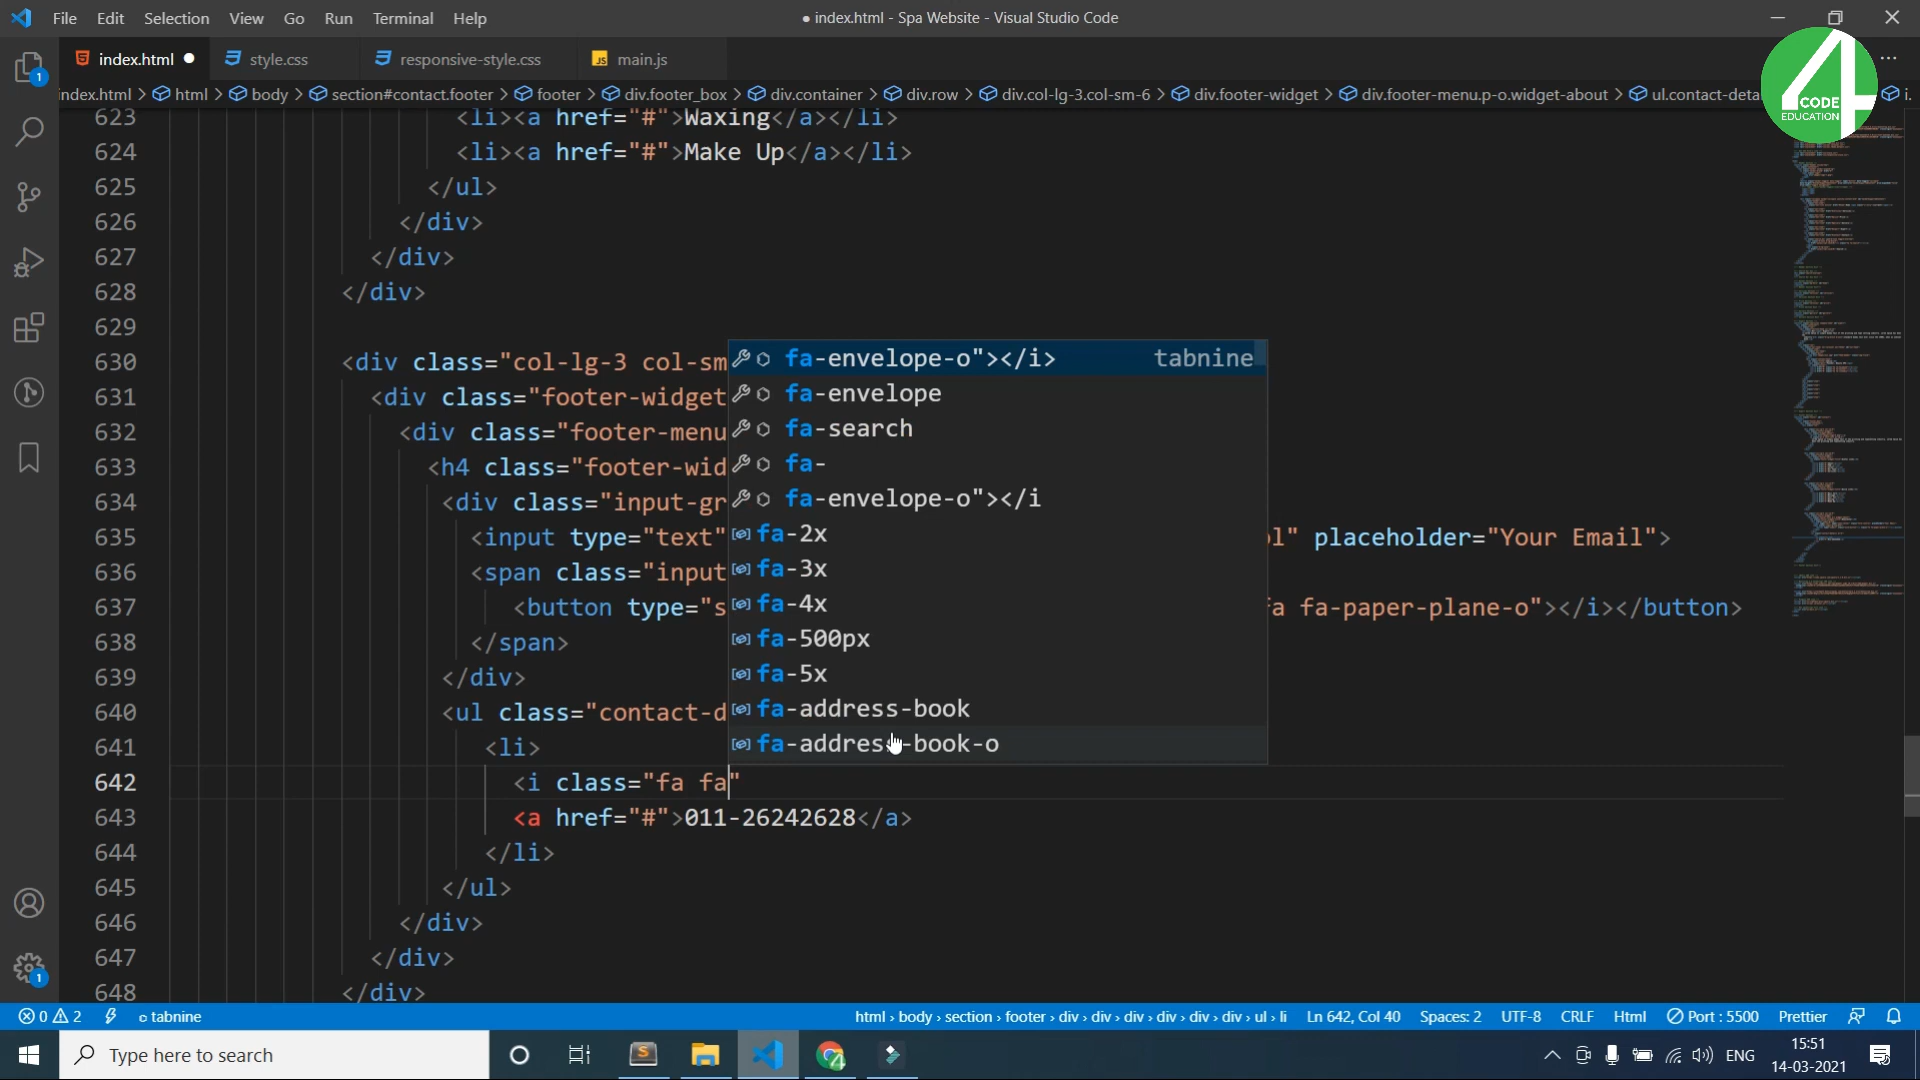 File Edit Selection View Go Run Terminal Help
● index.html - Spa Website - Visual Studio Code
index.html ● style.css responsive-style.css JS main.js
ndex.html > html > body > section#contact.footer > footer > div.footer_box > div.container > div.row > div.col-lg-3.col-sm-6 > div.footer-widget > div.footer-menu.p-o.widget-about > ul.contact-deta i.
4 CODE EDUCATION
623 <li><a href="#">Waxing</a></li>
624 <li><a href="#">Make Up</a></li>
625 </ul>
626 </div>
627 </div>
628 </div>
629
630 <div class="col-lg-3 col-sm
631 <div class="footer-widget
632 <div class="footer-menu
633 <h4 class="footer-wid
634 <div class="input-gr
635 <input type="text" ol" placeholder="Your Email">
636 <span class="input
637 <button type="s fa fa-paper-plane-o"></i></button>
638 </span>
639 </div>
640 <ul class="contact-d
641 <li>
642 <i class="fa fa"
643 <a href="#">011-26242628</a>
644 </li>
645 </ul>
646 </div>
647 </div>
648 </div>
fa-envelope-o"></i> tabnine
fa-envelope
fa-search
fa-
fa-envelope-o"></i
fa-2x
fa-3x
fa-4x
fa-500px
fa-5x
fa-address-book
fa-address-book-o
1
1
0 2 tabnine html > body > section > footer > div > div > div > div > div > div > ul > li Ln 642, Col 40 Spaces: 2 UTF-8 CRLF Html Port : 5500 Prettier
Type here to search ENG 15:51
14-03-2021